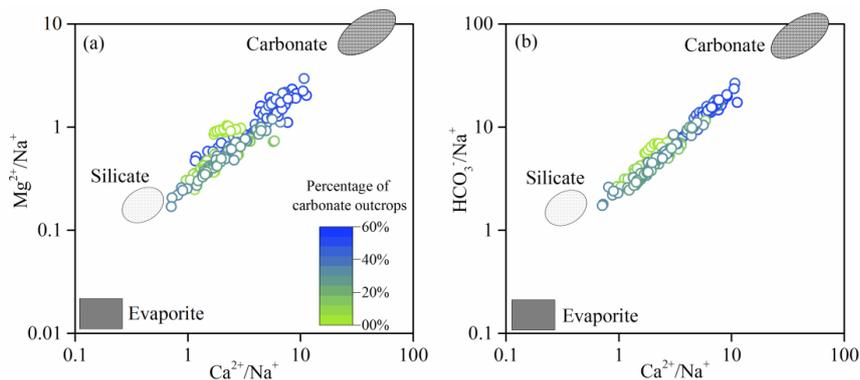 (a)
10
1
0.1
0.01
Mg²⁺/Na⁺
Carbonate
Silicate
Evaporite
Percentage of
carbonate outcrops
60%
40%
20%
00%
0.1 1 10 100
Ca²⁺/Na⁺
(b)
100
10
1
0.1
HCO₃⁻/Na⁺
Carbonate
Silicate
Evaporite
0.1 1 10 100
Ca²⁺/Na⁺